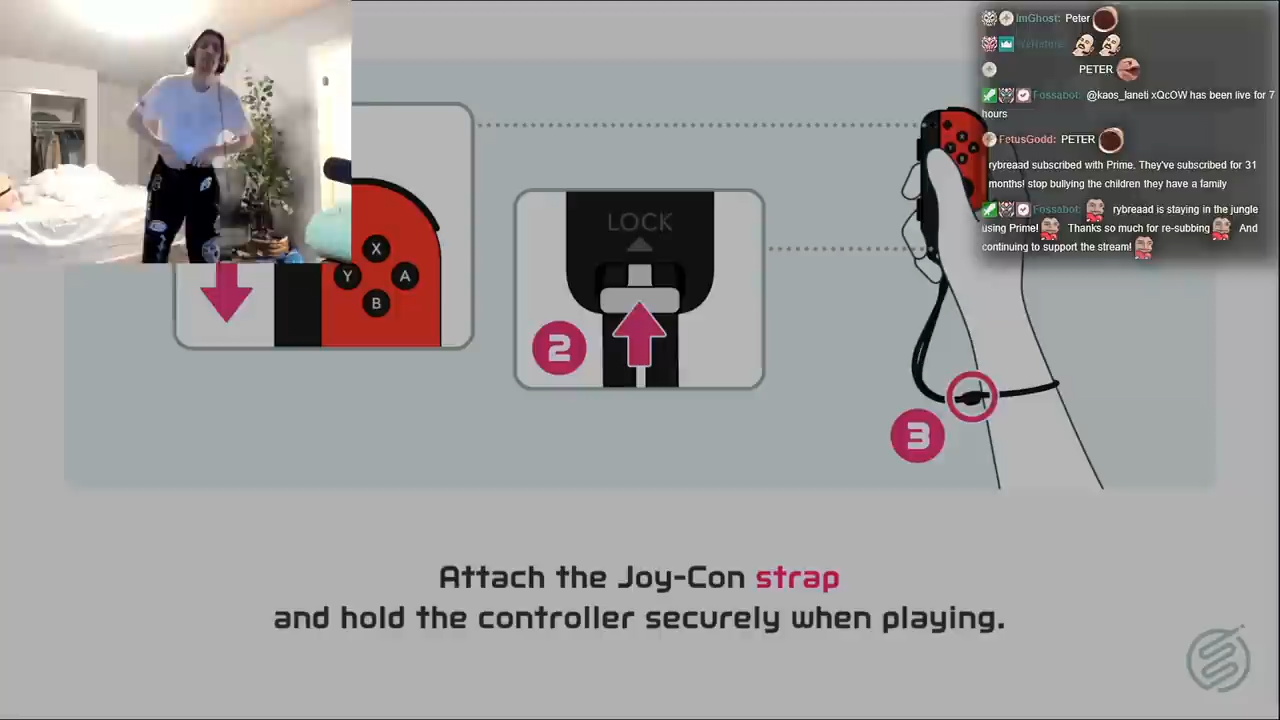 ImGhost: Peter
PETER
Fossabot: @kaos_laneti xQcOW has been live for 7
hours
FetusGodd: PETER
rybreaad subscribed with Prime. They've subscribed for 31
months! stop bullying the children they have a family
Fossabot: rybreaad is staying in the jungle
using Prime! Thanks so much for re-subbing And
continuing to support the stream!
X
Y A
B
LOCK
2
3
X
A
B
Attach the Joy-Con strap
and hold the controller securely when playing.